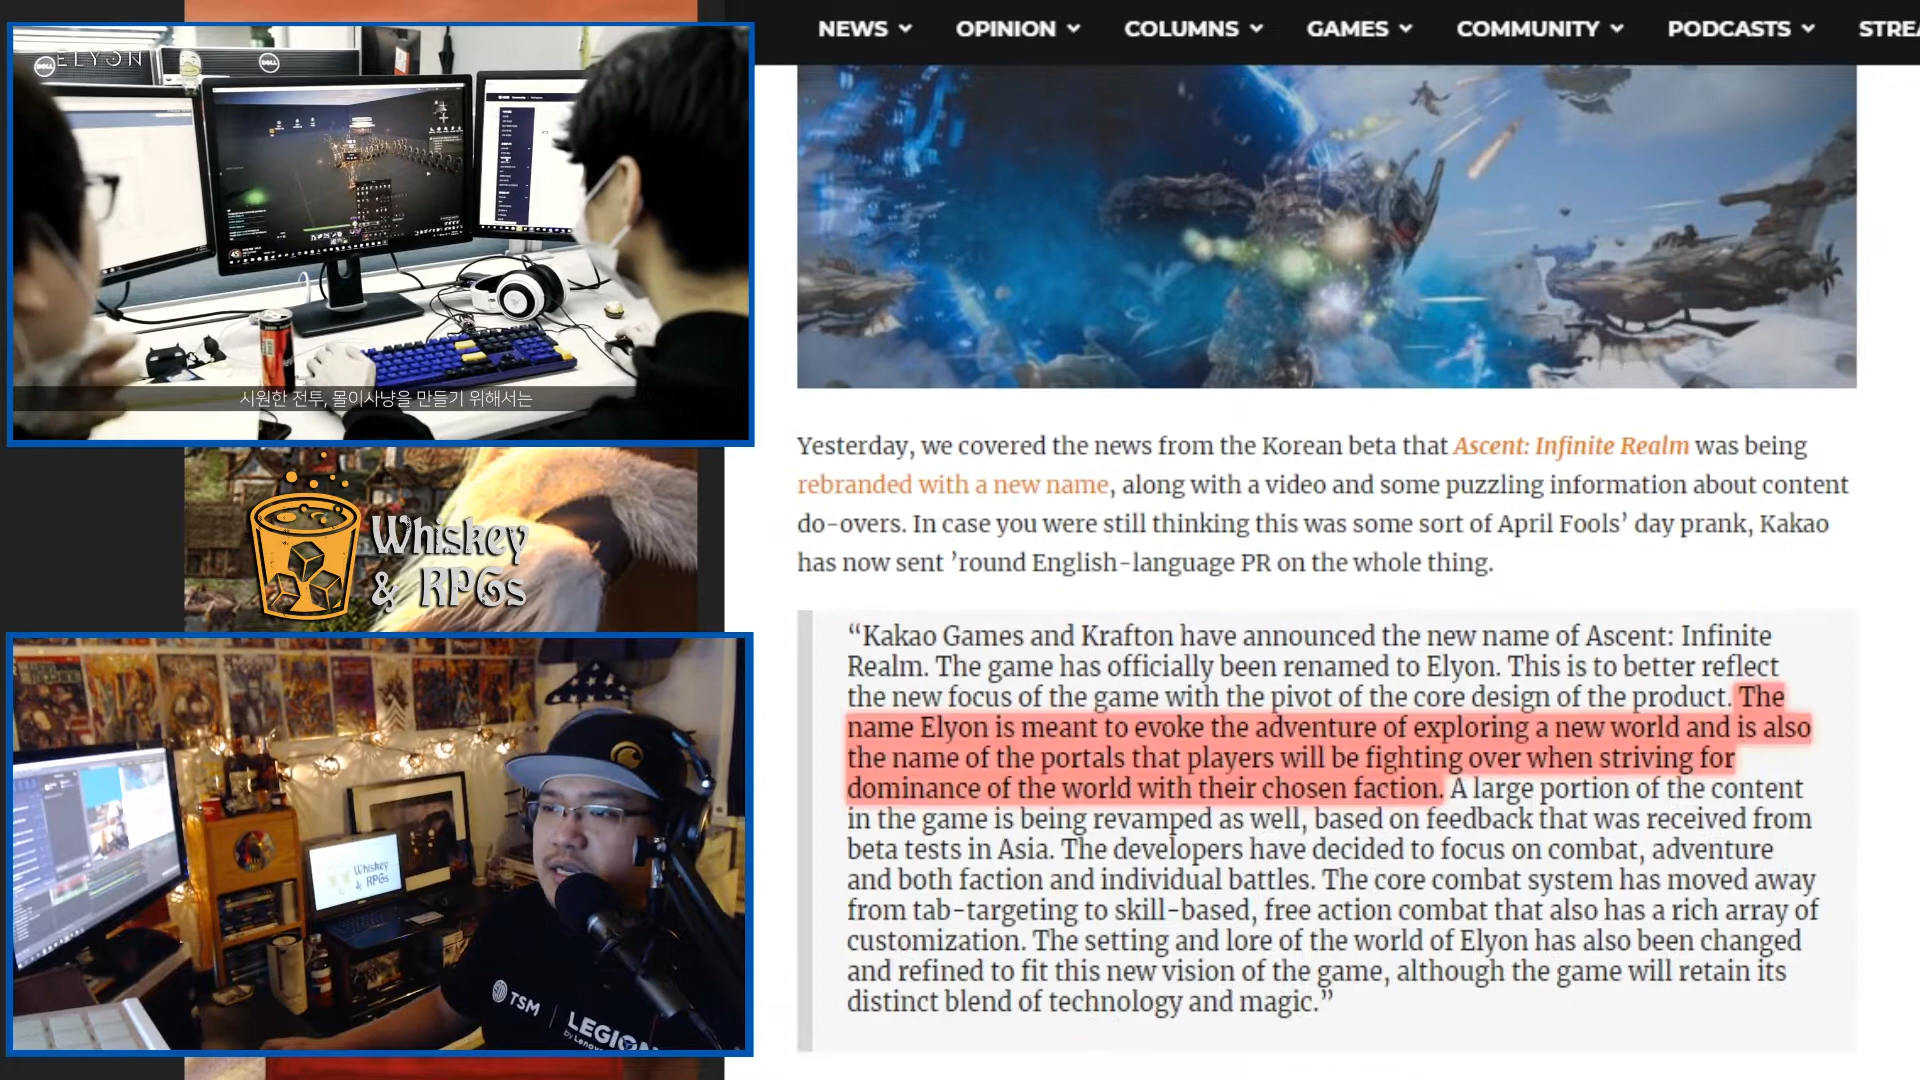 NEWS OPINION COLUMNS GAMES COMMUNITY PODCASTS STREA
ELYON
DELL
DELL
시원한 전투, 몰이사냥을 만들기 위해서는
Yesterday, we covered the news from the Korean beta that Ascent: Infinite Realm was being
rebranded with a new name, along with a video and some puzzling information about content
do-overs. In case you were still thinking this was some sort of April Fools’ day prank, Kakao
has now sent ’round English-language PR on the whole thing.
“Kakao Games and Krafton have announced the new name of Ascent: Infinite
Realm. The game has officially been renamed to Elyon. This is to better reflect
the new focus of the game with the pivot of the core design of the product. The
name Elyon is meant to evoke the adventure of exploring a new world and is also
the name of the portals that players will be fighting over when striving for
dominance of the world with their chosen faction. A large portion of the content
in the game is being revamped as well, based on feedback that was received from
beta tests in Asia. The developers have decided to focus on combat, adventure
and both faction and individual battles. The core combat system has moved away
from tab-targeting to skill-based, free action combat that also has a rich array of
customization. The setting and lore of the world of Elyon has also been changed
and refined to fit this new vision of the game, although the game will retain its
distinct blend of technology and magic.”
Whiskey
& RPGs
Whiskey
& RPGs
TSM
LEGION
by Lenovo